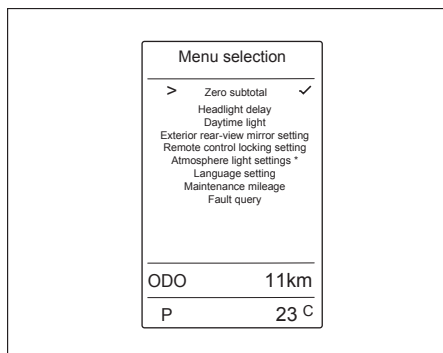 Menu selection
> Zero subtotal ✓
Headlight delay
Daytime light
Exterior rear-view mirror setting
Remote control locking setting
Atmosphere light settings *
Language setting
Maintenance mileage
Fault query
ODO 11km
P 23 C